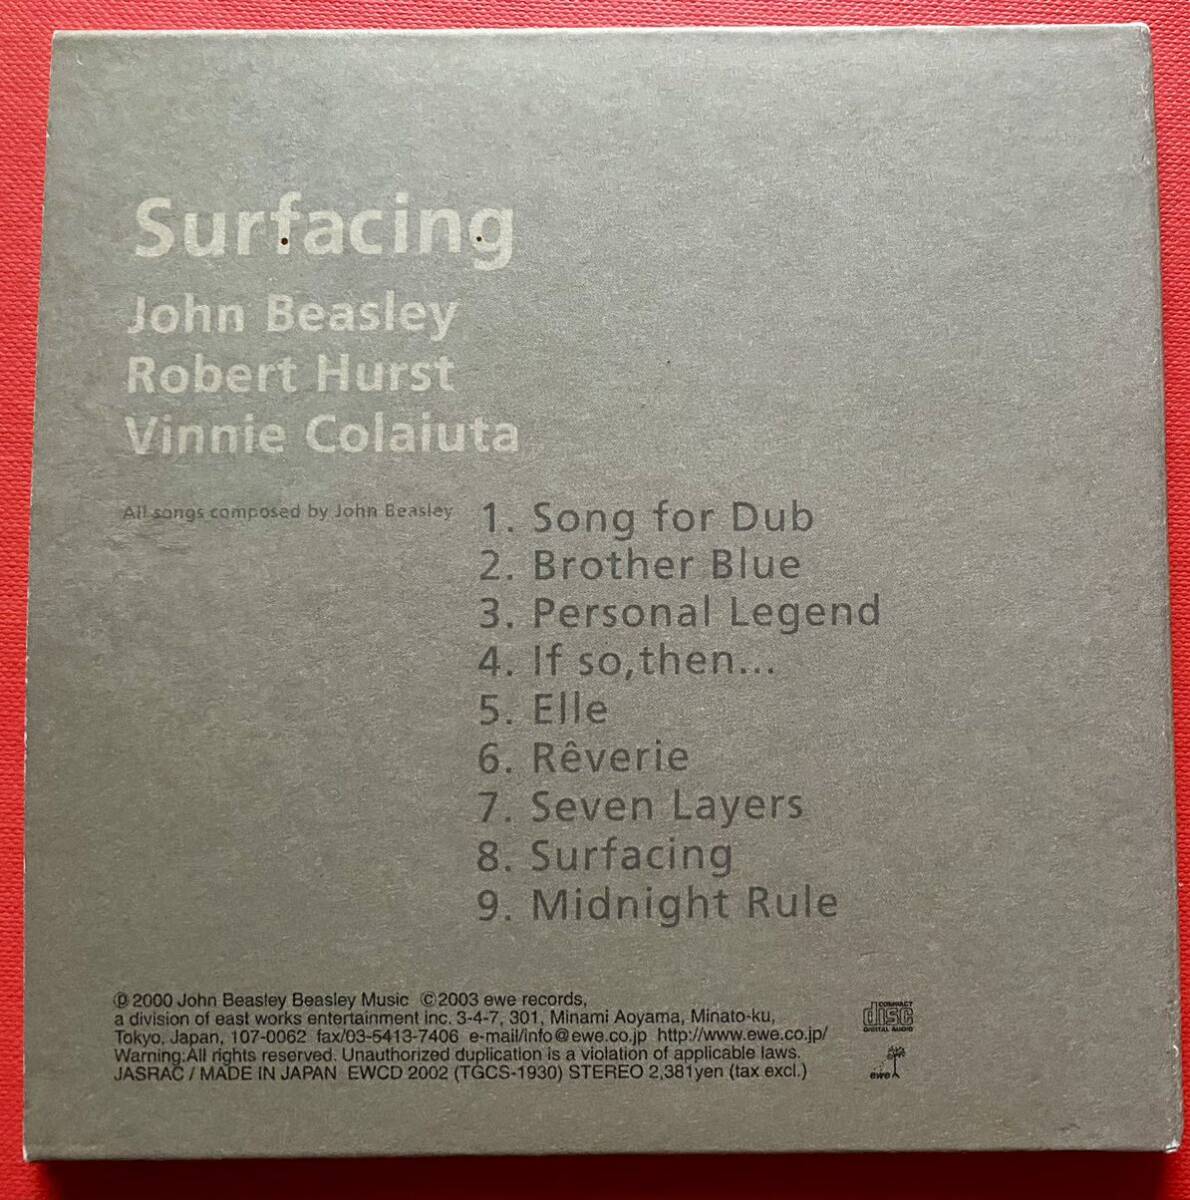 Surfacing
John Beasley
Robert Hurst
Vinnie Colaiuta
All songs composed by John Beasley
1. Song for Dub
2. Brother Blue
3. Personal Legend
4. If so,then...
5. Elle
6. Rêverie
7. Seven Layers
8. Surfacing
9. Midnight Rule
℗2000 John Beasley Beasley Music ©2003 ewe records,
a division of east works entertainment inc. 3-4-7, 301, Minami Aoyama, Minato-ku,
Tokyo, Japan, 107-0062 fax/03-5413-7406 e-mail/info@ewe.co.jp http://www.ewe.co.jp/
Warning:All rights reserved. Unauthorized duplication is a violation of applicable laws.
JASRAC / MADE IN JAPAN EWCD 2002 (TGCS-1930) STEREO 2,381yen (tax excl.)
COMPACT
disc
DIGITAL AUDIO
ewe